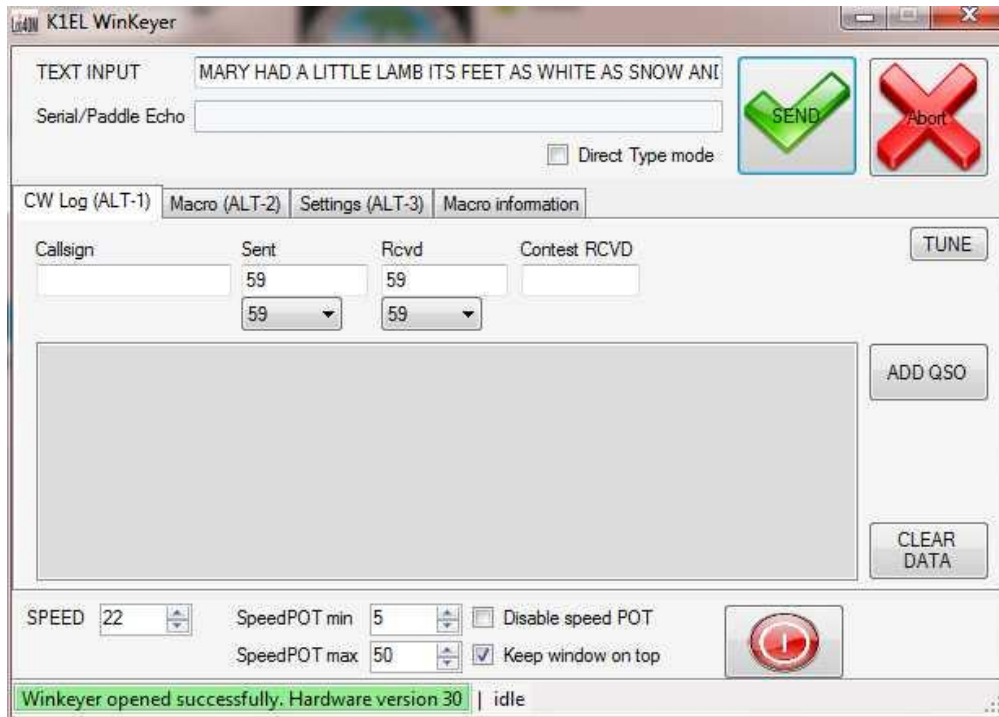 K1EL WinKeyer
TEXT INPUT MARY HAD A LITTLE LAMB ITS FEET AS WHITE AS SNOW AND
SEND
Abort
Serial/Paddle Echo
Direct Type mode
CW Log (ALT-1) Macro (ALT-2) Settings (ALT-3) Macro information
Callsign Sent Rcvd Contest RCVD TUNE
59 59
59 59
ADD QSO
CLEAR
DATA
SPEED 22 SpeedPOT min 5 Disable speed POT
SpeedPOT max 50 Keep window on top
Winkeyer opened successfully. Hardware version 30 | idle